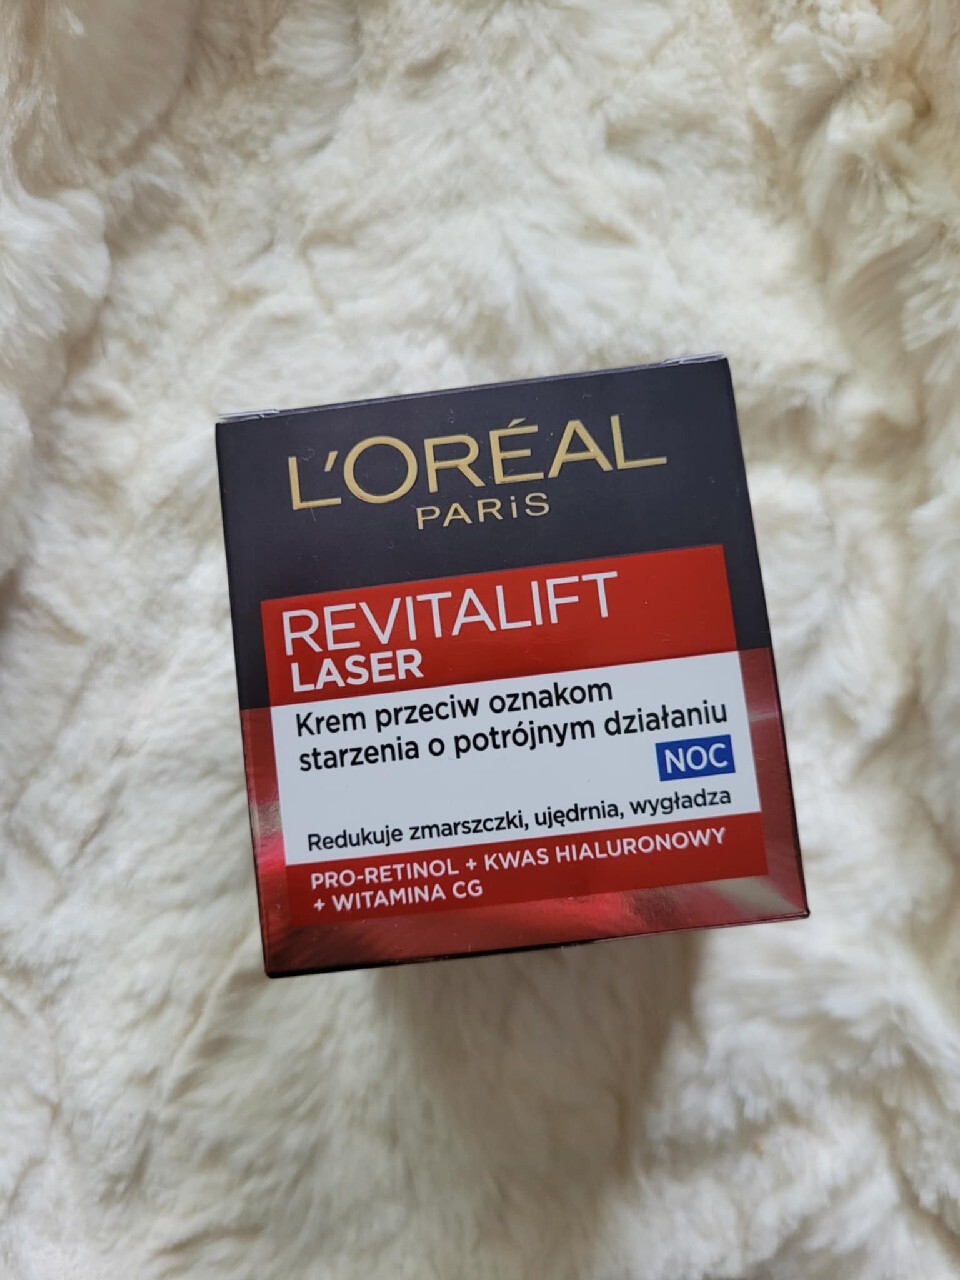 L'ORÉAL
PARiS
REVITALIFT
LASER
Krem przeciw oznakom
starzenia o potrójnym działaniu
NOC
Redukuje zmarszczki, ujędrnia, wygładza
PRO-RETINOL + KWAS HIALURONOWY
+ WITAMINA CG